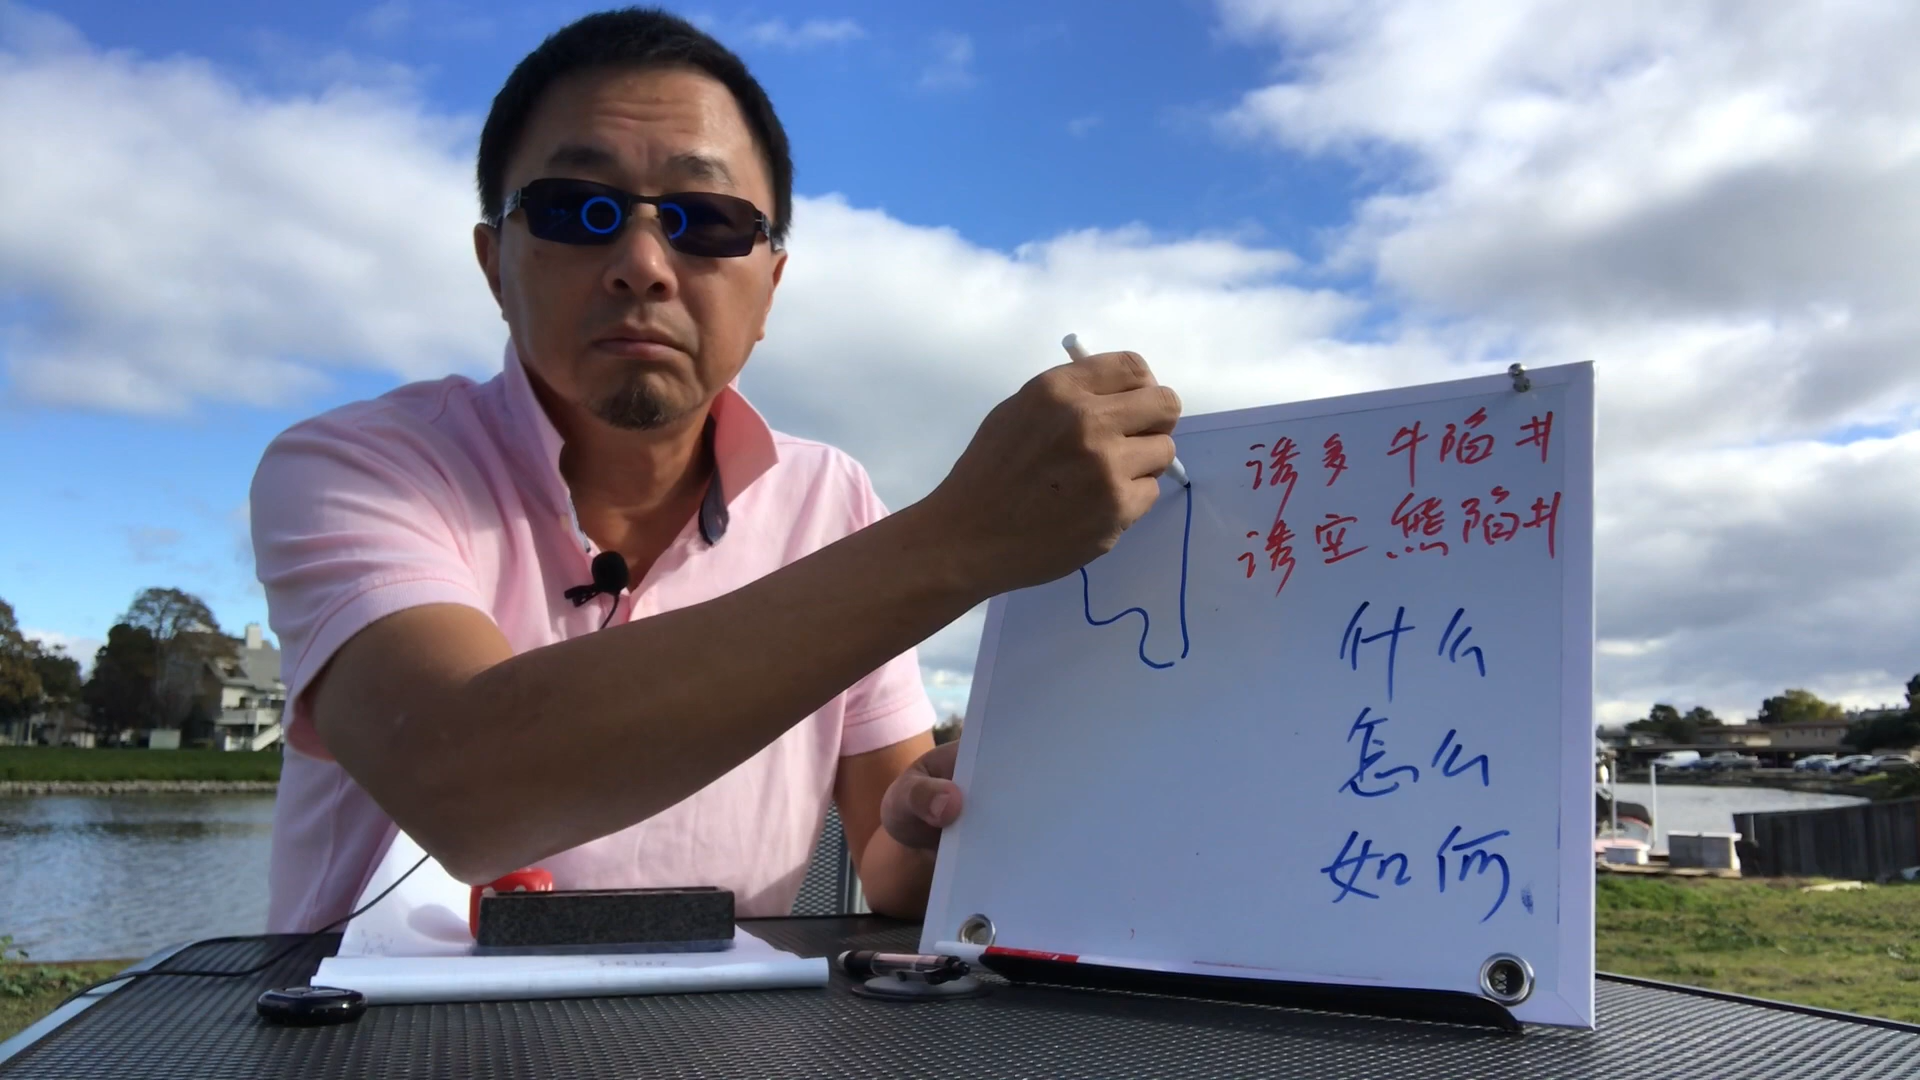 诱多 牛陷井
诱空 熊陷井
什么
怎么
如何